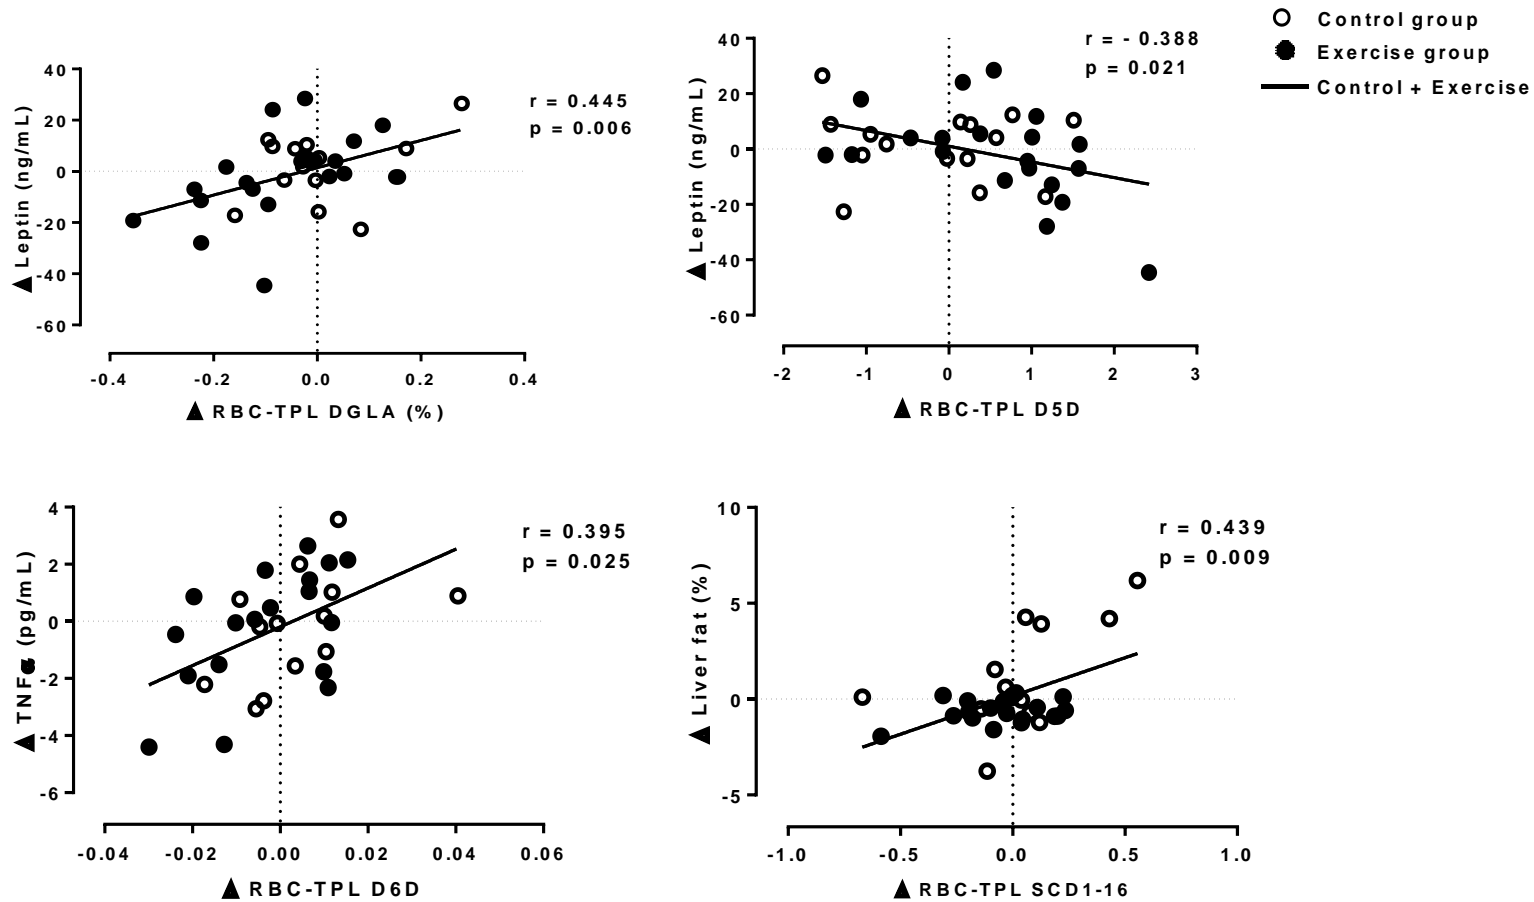 Control group
Exercise group
Control + Exercise
r = 0.445
p = 0.006
▲ Leptin (ng/mL)
40
20
0
-20
-40
-60
-0.4 -0.2 0.0 0.2 0.4
▲ RBC-TPL DGLA (%)
r = - 0.388
p = 0.021
▲ Leptin (ng/mL)
40
20
0
-20
-40
-60
-2 -1 0 1 2 3
▲ RBC-TPL D5D
r = 0.395
p = 0.025
▲ TNFα (pg/mL)
4
2
0
-2
-4
-6
-0.04 -0.02 0.00 0.02 0.04 0.06
▲ RBC-TPL D6D
r = 0.439
p = 0.009
▲ Liver fat (%)
10
5
0
-5
-1.0 -0.5 0.0 0.5 1.0
▲ RBC-TPL SCD1-16